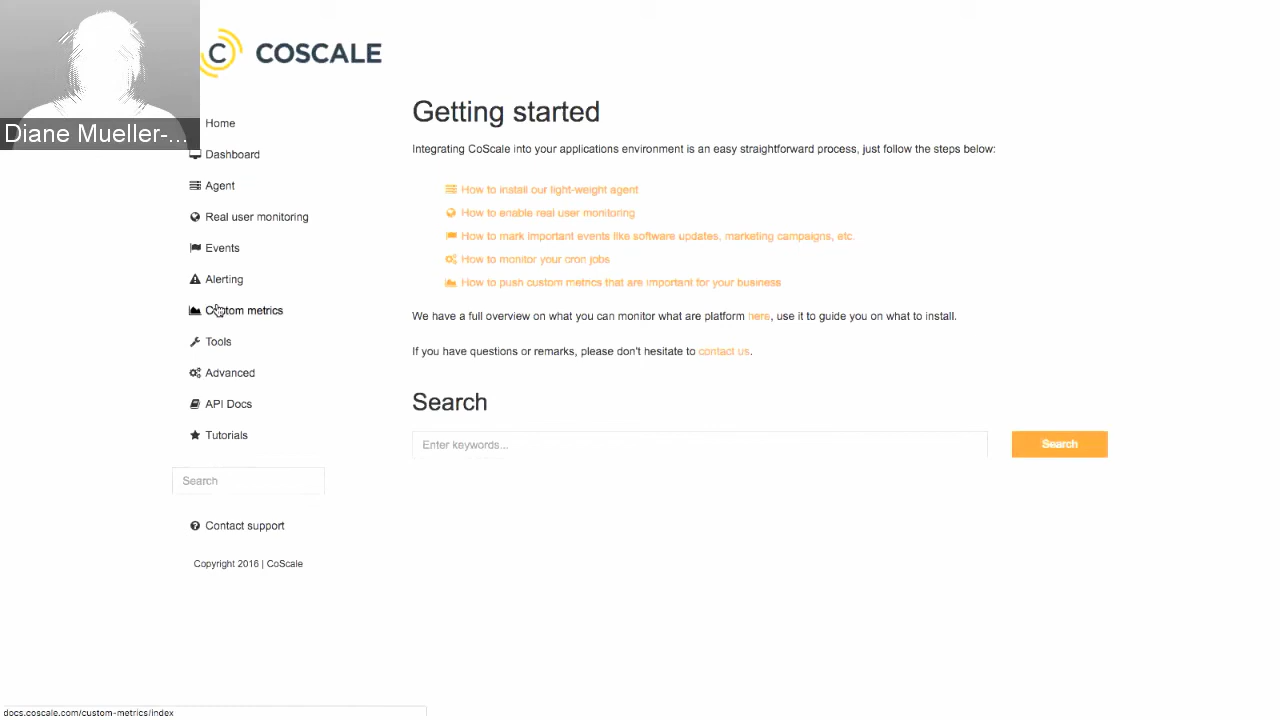 C COSCALE
Diane Mueller-...
Home
Dashboard
Agent
Real user monitoring
Events
Alerting
Custom metrics
Tools
Advanced
API Docs
Tutorials
Search
Contact support
Copyright 2016 | CoScale
Getting started
Integrating CoScale into your applications environment is an easy straightforward process, just follow the steps below:
How to install our light-weight agent
How to enable real user monitoring
How to mark important events like software updates, marketing campaigns, etc.
How to monitor your cron jobs
How to push custom metrics that are important for your business
We have a full overview on what you can monitor what are platform here, use it to guide you on what to install.
If you have questions or remarks, please don't hesitate to contact us.
Search
Enter keywords...
Search
docs.coscale.com/custom-metrics/index